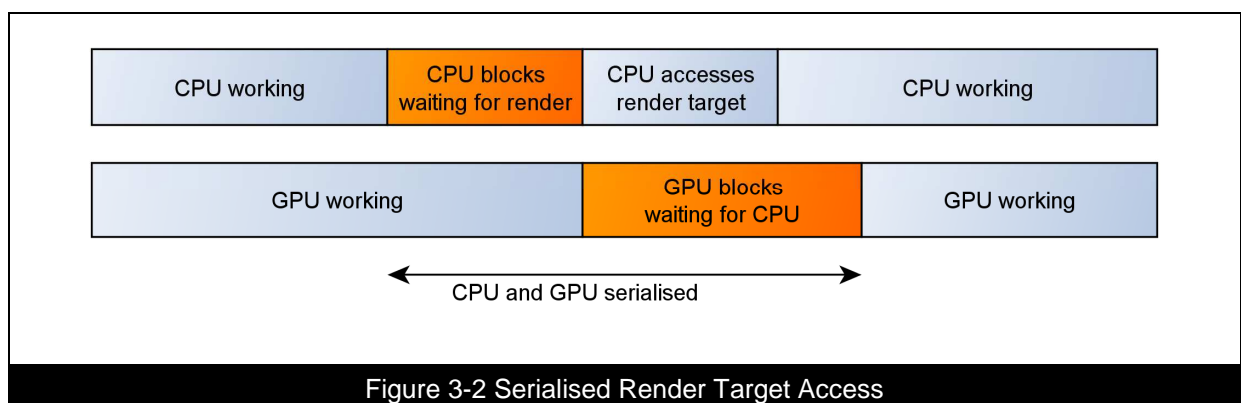 CPU working
CPU blocks
waiting for render
CPU accesses
render target
CPU working
GPU working
GPU blocks
waiting for CPU
GPU working
CPU and GPU serialised
Figure 3-2 Serialised Render Target Access